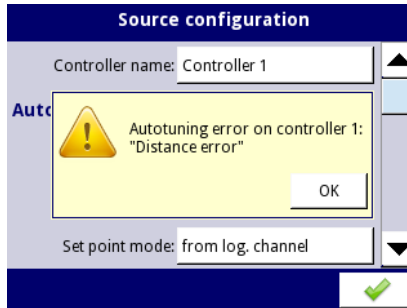 Source configuration
Controller name: Controller 1
Auto
Autotuning error on controller 1:
"Distance error"
OK
Set point mode: from log. channel